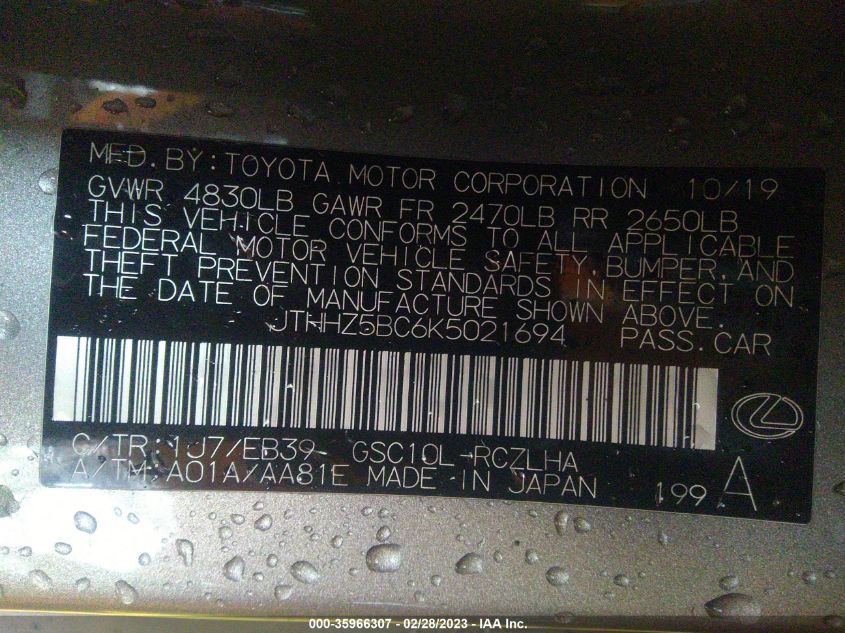 MFD. BY: TOYOTA MOTOR CORPORATION 10/19
GVWR 4830LB GAWR FR 2470LB RR 2650LB
THIS VEHICLE CONFORMS TO ALL APPLICABLE
FEDERAL MOTOR VEHICLE SAFETY, BUMPER, AND
THEFT PREVENTION STANDARDS IN EFFECT ON
THE DATE OF MANUFACTURE SHOWN ABOVE.
JTHHZ5BC6K5021694 PASS. CAR
C/TR: 1J7/EB39 GSC10L-RCZLHA
A/TM: A01A/AA81E MADE IN JAPAN 199 A
000-35966307 - 02/28/2023 - IAA Inc.